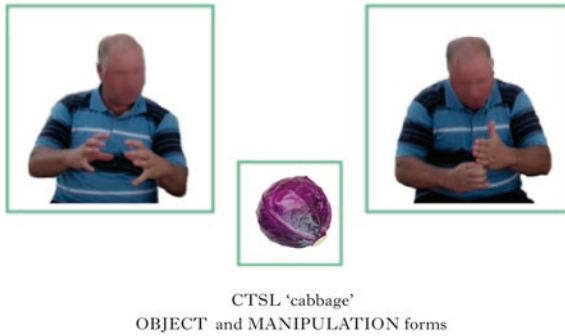 CTSL ‘cabbage’
OBJECT and MANIPULATION forms